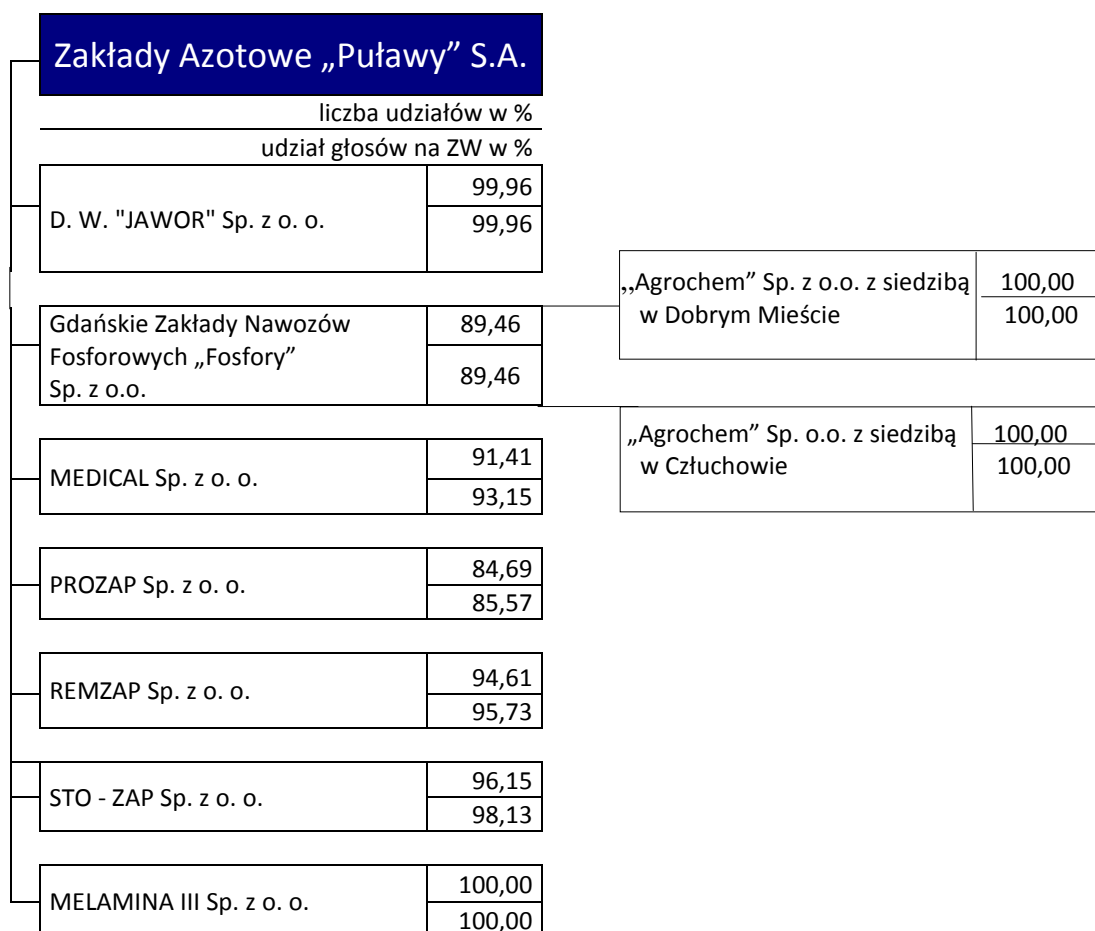 Zakłady Azotowe „Puławy” S.A.
liczba udziałów w %
udział głosów na ZW w %
D. W. "JAWOR" Sp. z o. o.
99,96
99,96
Gdańskie Zakłady Nawozów
Fosforowych „Fosfory”
Sp. z o.o.
89,46
89,46
„Agrochem” Sp. z o.o. z siedzibą
w Dobrym Mieście
100,00
100,00
„Agrochem” Sp. o.o. z siedzibą
w Człuchowie
100,00
100,00
MEDICAL Sp. z o. o.
91,41
93,15
PROZAP Sp. z o. o.
84,69
85,57
REMZAP Sp. z o. o.
94,61
95,73
STO - ZAP Sp. z o. o.
96,15
98,13
MELAMINA III Sp. z o. o.
100,00
100,00